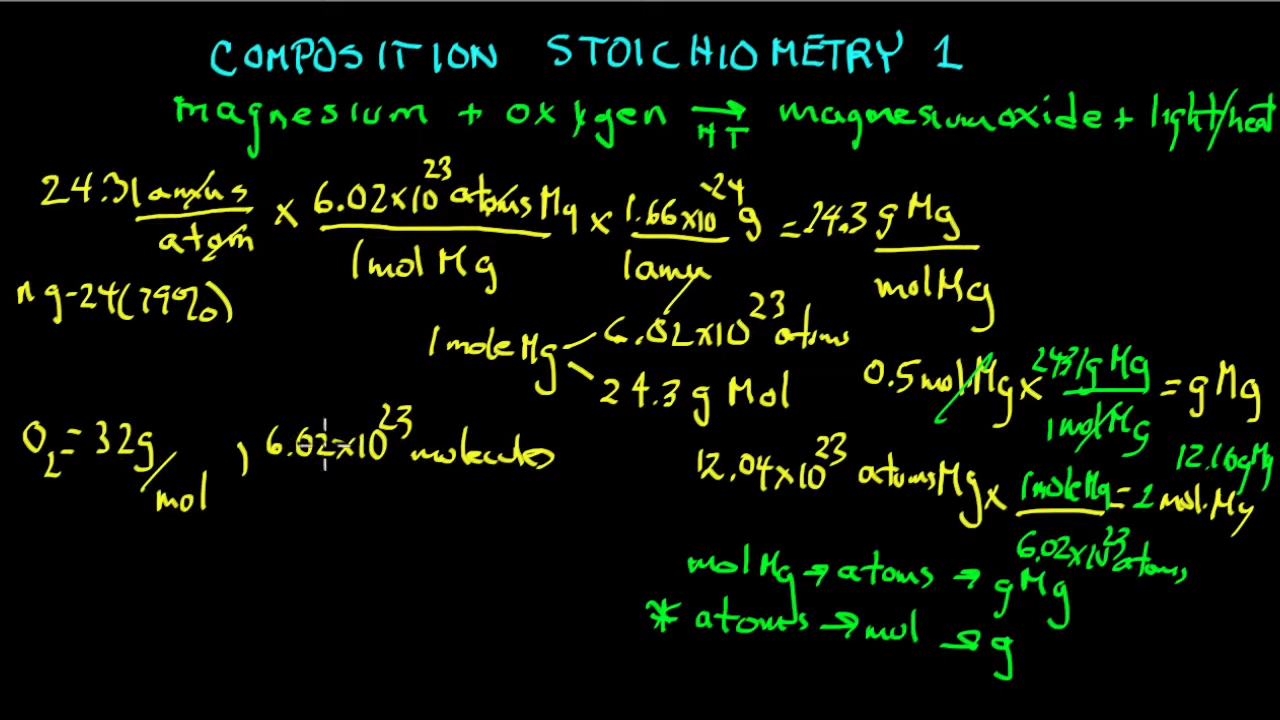 COMPOSITION STOICHIOMETRY 1
magnesium + oxygen → magnesiumoxide + light/heat
HT
24.31 amus / atom × 6.02×10²³ atoms Mg / 1 mol Mg × 1.66×10⁻²⁴ g / 1 amu = 24.3 g Mg / mol Mg
Mg-24 (79%)
1 mole Mg
6.02×10²³ atoms
24.3 g Mol
0.5 mol Mg × 24.31 g Mg / 1 mol Mg = g Mg
12.16 g Mg
O₂ = 32g/mol , 6.02×10²³ molecules
12.04×10²³ atoms Mg × 1 mole Mg / 6.02×10²³ atoms = 2 mol. Mg
mol Mg → atoms → g Mg
* atoms → mol → g